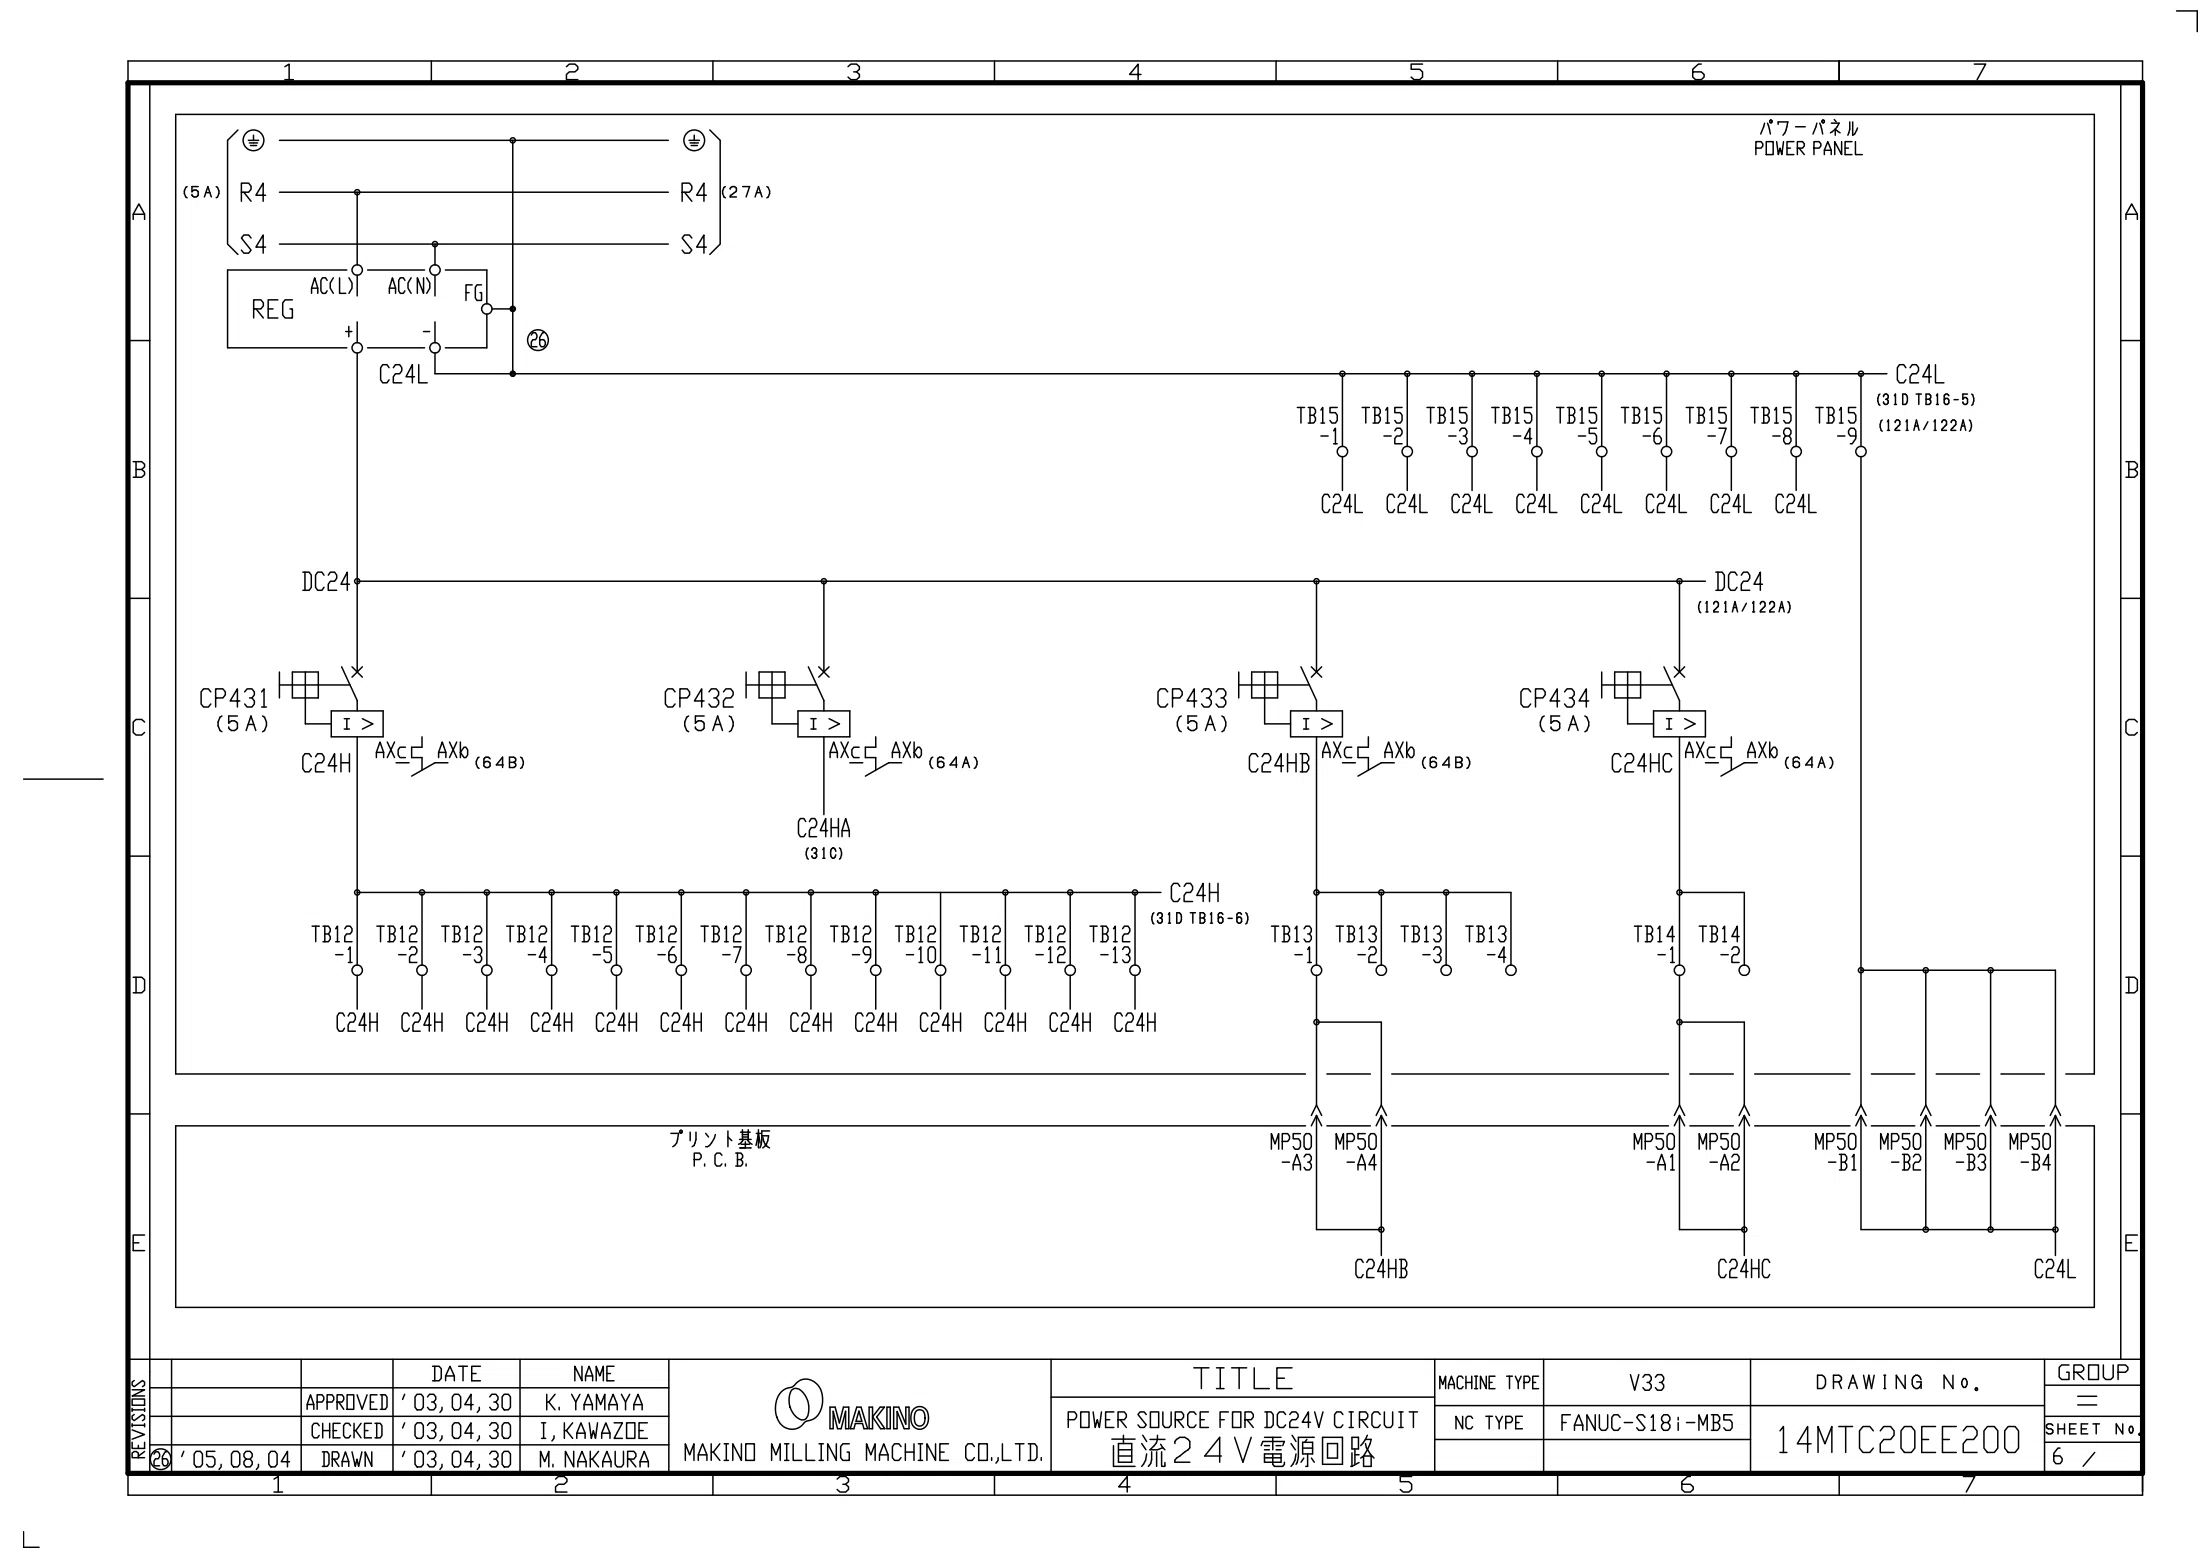 1 2 3 4 5 6 7
パワーパネル
POWER PANEL
(5A) R4 R4 (27A)
A A
S4 S4
AC(L) AC(N) FG
REG
+ -
26
C24L C24L
(31D TB16-5)
TB15 TB15 TB15 TB15 TB15 TB15 TB15 TB15 TB15
(121A/122A)
-1 -2 -3 -4 -5 -6 -7 -8 -9
B B
C24L C24L C24L C24L C24L C24L C24L C24L
DC24 DC24
(121A/122A)
CP431 CP432 CP433 CP434
(5A) I > (5A) I > (5A) I > (5A) I >
C C
AXc AXb AXc AXb AXc AXb AXc AXb
C24H (64B) (64A) C24HB (64B) C24HC (64A)
C24HA
(31C)
C24H
(31D TB16-6)
TB12 TB12 TB12 TB12 TB12 TB12 TB12 TB12 TB12 TB12 TB12 TB12 TB12 TB13 TB13 TB13 TB13 TB14 TB14
-1 -2 -3 -4 -5 -6 -7 -8 -9 -10 -11 -12 -13 -1 -2 -3 -4 -1 -2
D D
C24H C24H C24H C24H C24H C24H C24H C24H C24H C24H C24H C24H C24H
プリント基板
P. C. B.
MP50 MP50 MP50 MP50 MP50 MP50 MP50 MP50
-A3 -A4 -A1 -A2 -B1 -B2 -B3 -B4
E E
C24HB C24HC C24L
REVISIONS
DATE NAME
APPROVED '03,04,30 K. YAMAYA
CHECKED '03,04,30 I,KAWAZOE
26 '05,08,04 DRAWN '03,04,30 M. NAKAURA
MAKINO
MAKINO MILLING MACHINE CO.,LTD.
TITLE
POWER SOURCE FOR DC24V CIRCUIT
直流24V電源回路
MACHINE TYPE V33
NC TYPE FANUC-S18i-MB5
DRAWING No.
14MTC20EE200
GROUP
=
SHEET No.
6 /
1 2 3 4 5 6 7